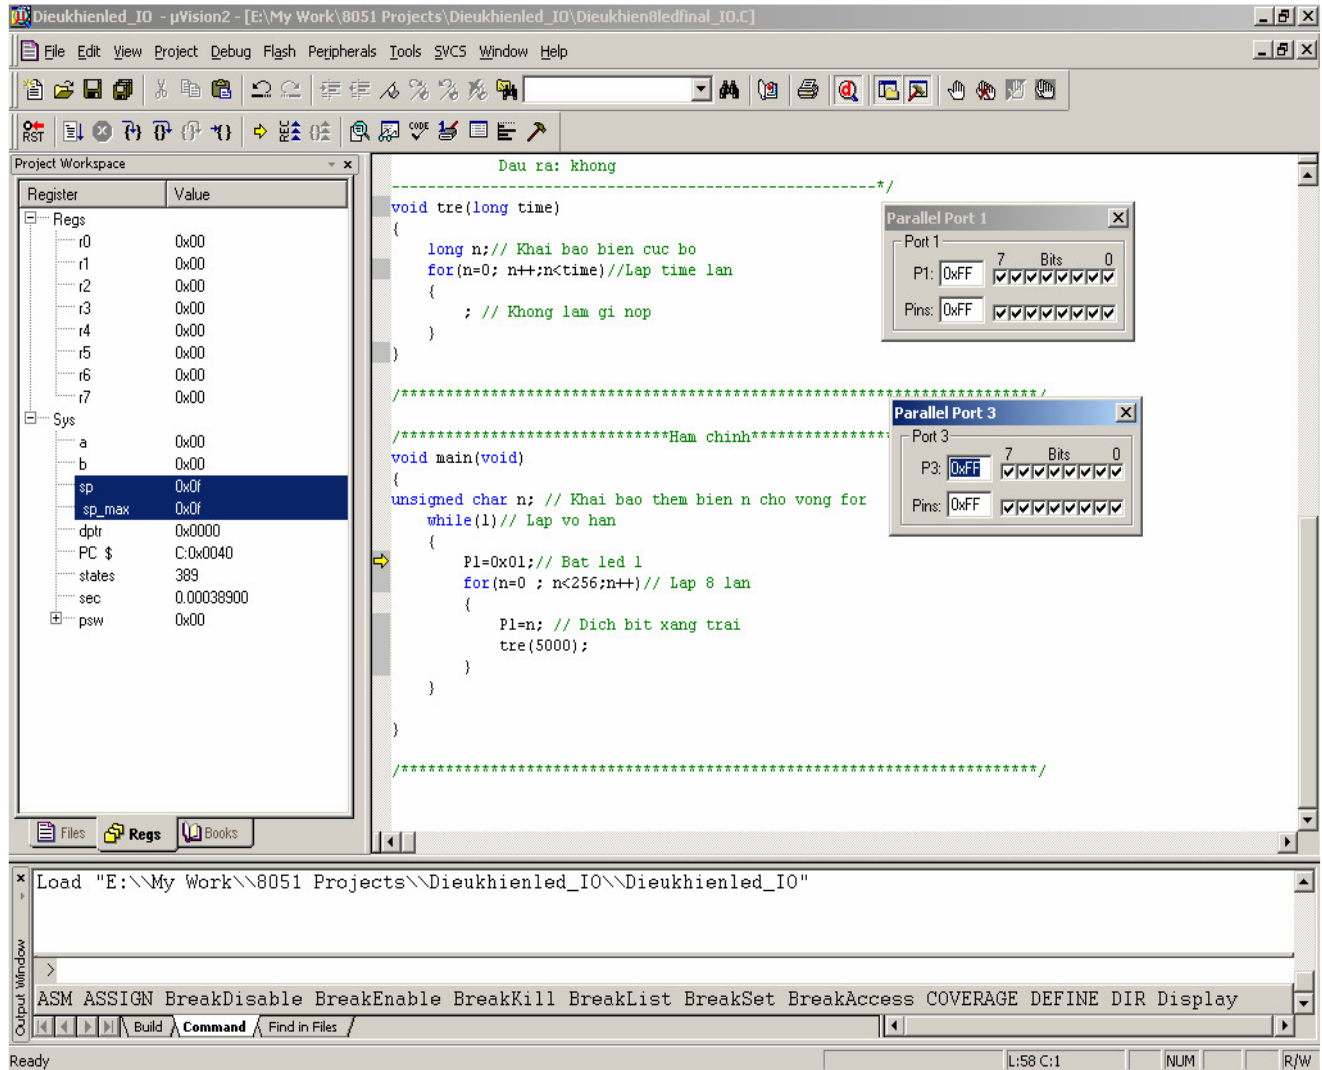 Dieukhienled_IO - µVision2 - [E:\My Work\8051 Projects\Dieukhienled_IO\Dieukhien8ledfinal_IO.C]
File Edit View Project Debug Flash Peripherals Tools SVCS Window Help
RST CODE
Project Workspace
Register Value
Regs
r0 0x00
r1 0x00
r2 0x00
r3 0x00
r4 0x00
r5 0x00
r6 0x00
r7 0x00
Sys
a 0x00
b 0x00
sp 0x0f
sp_max 0x0f
dptr 0x0000
PC $ C:0x0040
states 389
sec 0.00038900
psw 0x00
Files Regs Books
Dau ra: khong
------------------------------------------------------*/
void tre(long time)
{
long n;// Khai bao bien cuc bo
for(n=0; n++;n<time)//Lap time lan
{
; // Khong lam gi nop
}
}
/***********************************************************************/
/******************************Ham chinh****************
void main(void)
{
unsigned char n; // Khai bao them bien n cho vong for
while(1)// Lap vo han
{
P1=0x01;// Bat led 1
for(n=0 ; n<256;n++)// Lap 8 lan
{
P1=n; // Dich bit xang trai
tre(5000);
}
}
}
/***********************************************************************/
Parallel Port 1
Port 1
7 Bits 0
P1: 0xFF
Pins: 0xFF
Parallel Port 3
Port 3
7 Bits 0
P3: 0xFF
Pins: 0xFF
Output Window
Load "E:\\My Work\\8051 Projects\\Dieukhienled_IO\\Dieukhienled_IO"
>
ASM ASSIGN BreakDisable BreakEnable BreakKill BreakList BreakSet BreakAccess COVERAGE DEFINE DIR Display
Build Command Find in Files
Ready L:58 C:1 NUM R/W